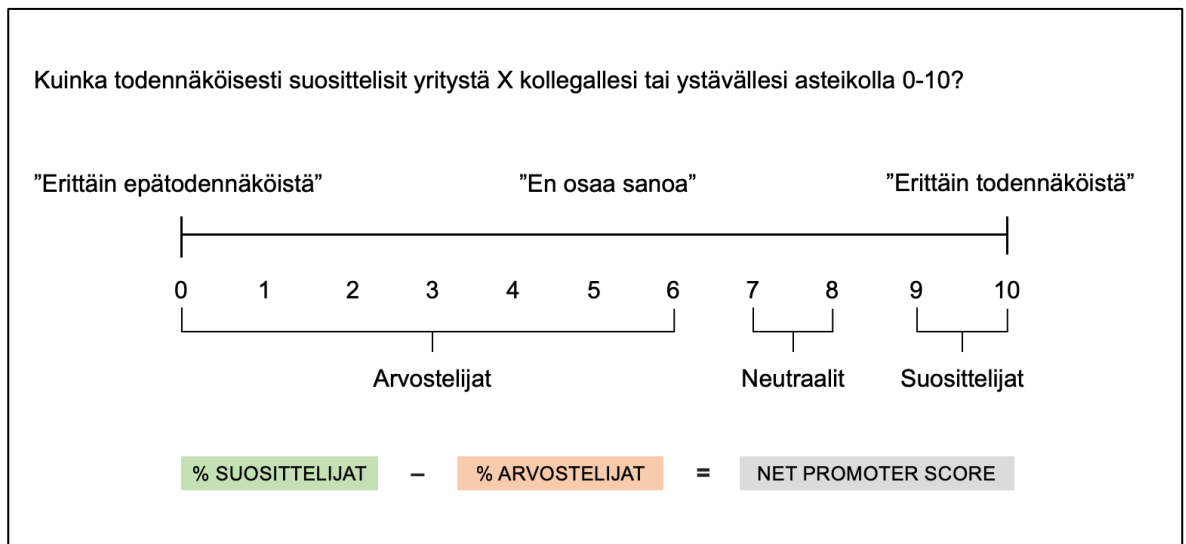 Kuinka todennäköisesti suosittelisit yritystä X kollegallesi tai ystävällesi asteikolla 0-10?
”Erittäin epätodennäköistä” ”En osaa sanoa” ”Erittäin todennäköistä”
0 1 2 3 4 5 6 7 8 9 10
Arvostelijat Neutraalit Suosittelijat
% SUOSITTELIJAT – % ARVOSTELIJAT = NET PROMOTER SCORE